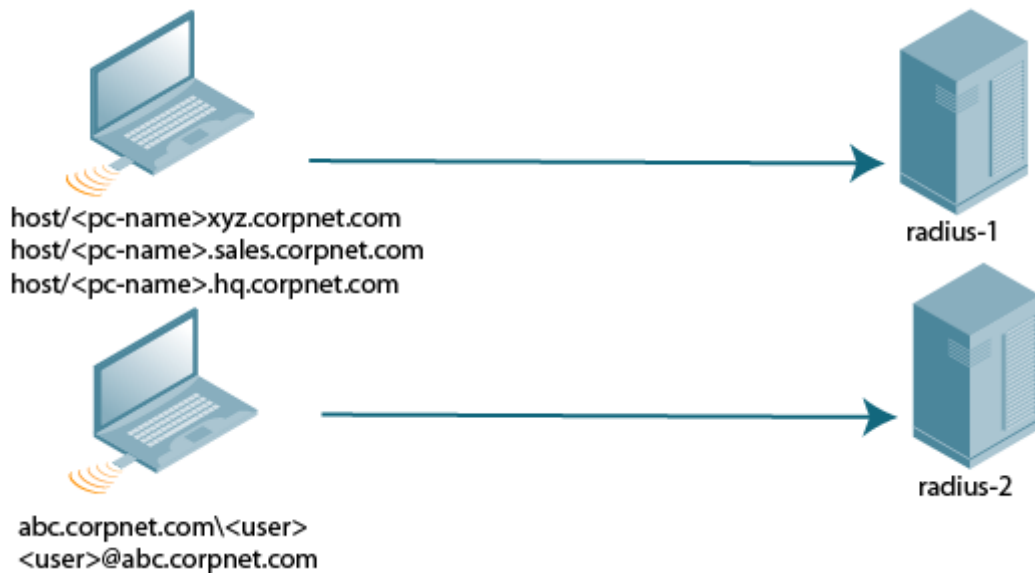 host/<pc-name>xyz.corpnet.com
host/<pc-name>.sales.corpnet.com
host/<pc-name>.hq.corpnet.com
radius-1
abc.corpnet.com\<user>
<user>@abc.corpnet.com
radius-2